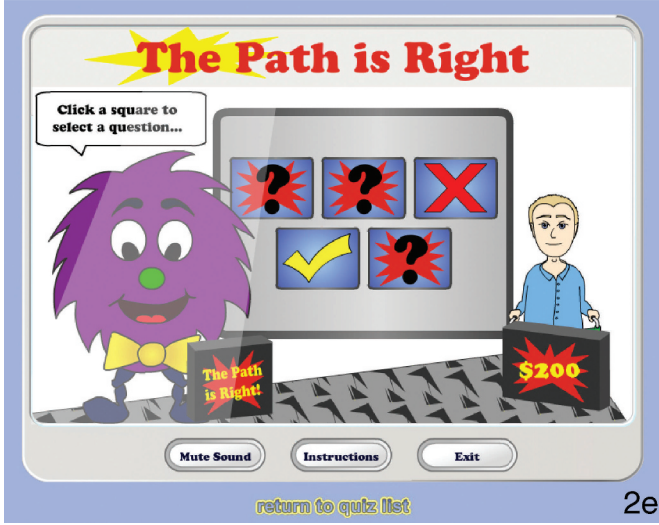 The Path is Right
Click a square to
select a question...
?
?
?
The Path
is Right!
$200
Mute Sound
Instructions
Exit
return to quiz list
2e